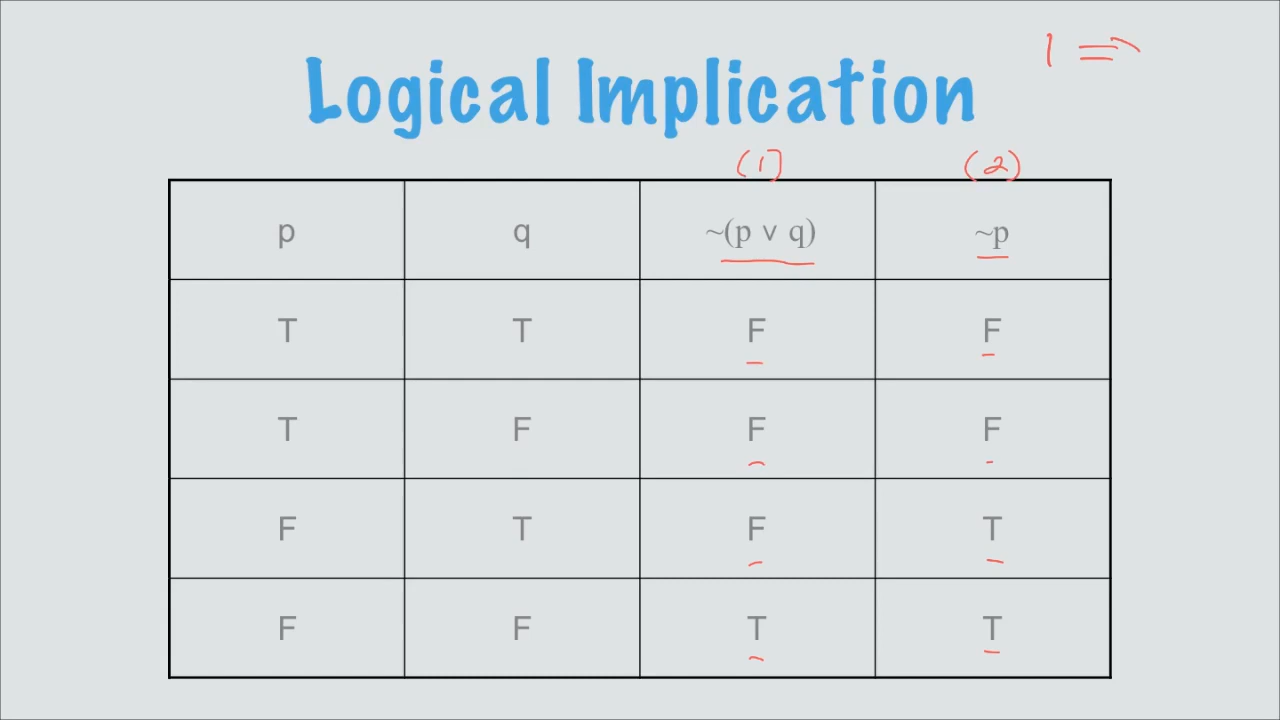 Logical Implication 1 ⇒
(1) (2)
p q ~(p ∨ q) ~p
T T F F
T F F F
F T F T
F F T T